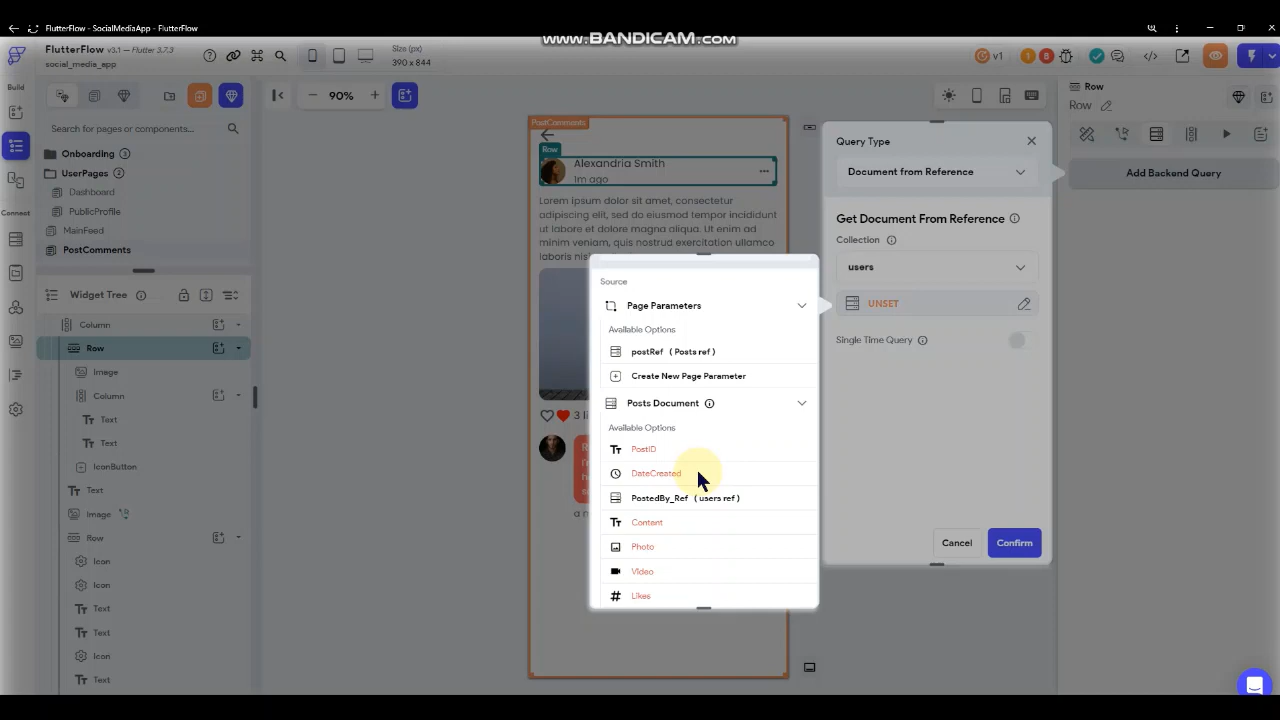 FlutterFlow - SocialMediaApp - FlutterFlow
www.BANDICAM.com
FlutterFlow v3.1 - Flutter 3.7.3
social_media_app
Size (px)
390 x 844
v1
1
8
Build
90%
Row
Row
Search for pages or components...
Onboarding 3
UserPages 2
Dashboard
PublicProfile
MainFeed
PostComments
Connect
Widget Tree
Column
Row
Image
Column
Text
Text
IconButton
Text
Image
Row
Icon
Icon
Text
Text
Icon
Text
PostComments
Row
Alexandria Smith
1m ago
Lorem ipsum dolor sit amet, consectetur
adipiscing elit, sed do eiusmod tempor incididunt
ut labore et dolore magna aliqua. Ut enim ad
minim veniam, quis nostrud exercitation ullamco
3 li
Source
Page Parameters
Available Options
postRef ( Posts ref )
Create New Page Parameter
Posts Document
Available Options
PostID
DateCreated
PostedBy_Ref ( users ref )
Content
Photo
Video
Likes
Query Type
Document from Reference
Get Document From Reference
Collection
users
UNSET
Single Time Query
Cancel
Confirm
Add Backend Query